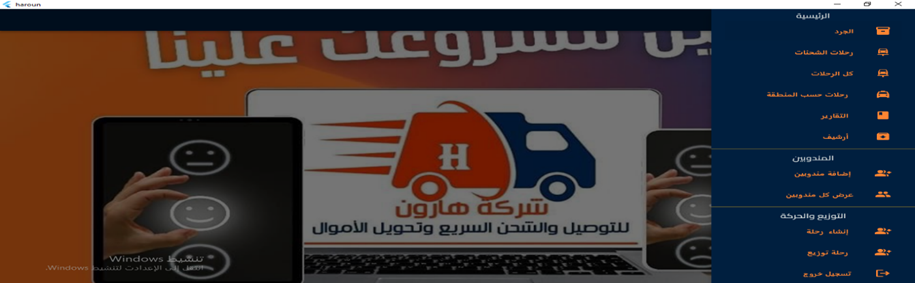 haroun
الرئيسية
الجرد
رحلات الشحنات
كل الرحلات
رحلات حسب المنطقة
التقارير
أرشيف
المندوبين
إضافة مندوبين
عرض كل مندوبين
التوزيع والحركة
إنشاء رحلة
رحلة توزيع
تسجيل خروج
مشروعك علينا
H
شركة هارون
للتوصيل والشحن السريع وتحويل الأموال
تنشيط Windows
انتقل إلى الإعدادات لتنشيط Windows.